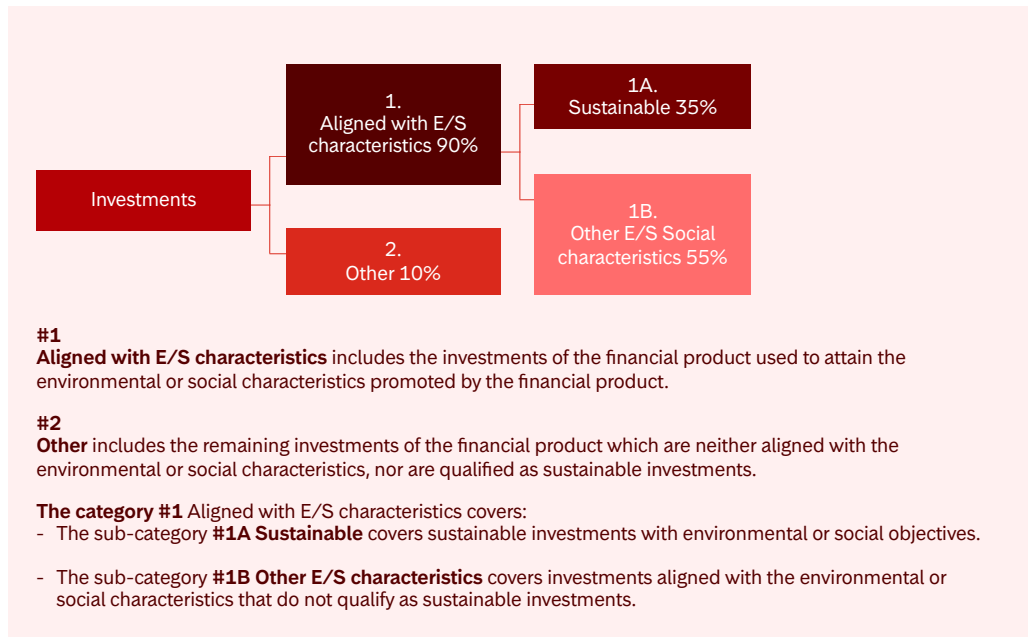 1.
Aligned with E/S
characteristics 90%
1A.
Sustainable 35%
Investments
1B.
Other E/S Social
characteristics 55%
2.
Other 10%
#1
Aligned with E/S characteristics includes the investments of the financial product used to attain the
environmental or social characteristics promoted by the financial product.
#2
Other includes the remaining investments of the financial product which are neither aligned with the
environmental or social characteristics, nor are qualified as sustainable investments.
The category #1 Aligned with E/S characteristics covers:
- The sub-category #1A Sustainable covers sustainable investments with environmental or social objectives.
- The sub-category #1B Other E/S characteristics covers investments aligned with the environmental or
social characteristics that do not qualify as sustainable investments.